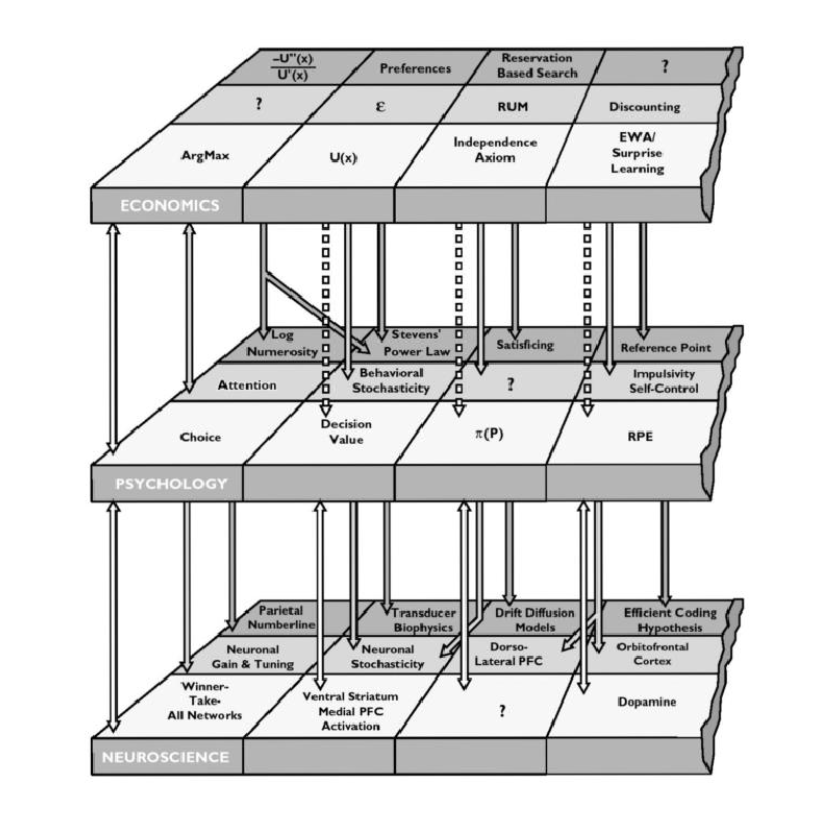 -U"(x)
U'(x)
Preferences
Reservation
Based Search
?
?
ε
RUM
Discounting
ArgMax
U(x)
Independence
Axiom
EWA/
Surprise
Learning
ECONOMICS
Log
Numerosity
Stevens'
Power Law
Satisficing
Reference Point
Attention
Behavioral
Stochasticity
?
Impulsivity
Self-Control
Choice
Decision
Value
π(P)
RPE
PSYCHOLOGY
Parietal
Numberline
Transducer
Biophysics
Drift Diffusion
Models
Efficient Coding
Hypothesis
Neuronal
Gain & Tuning
Neuronal
Stochasticity
Dorso-
Lateral PFC
Orbitofrontal
Cortex
Winner-
Take-
All Networks
Ventral Striatum
Medial PFC
Activation
?
Dopamine
NEUROSCIENCE